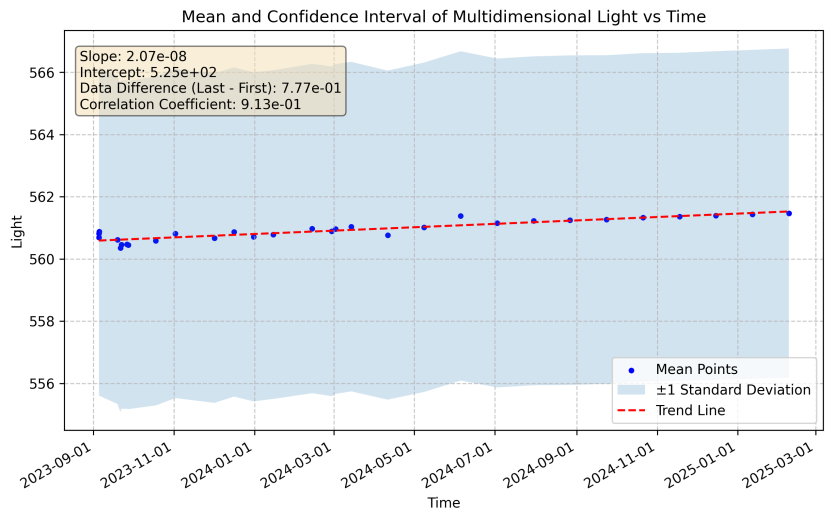 Mean and Confidence Interval of Multidimensional Light vs Time
Slope: 2.07e-08
Intercept: 5.25e+02
Data Difference (Last - First): 7.77e-01
Correlation Coefficient: 9.13e-01
566
564
562
560
558
556
Light
Mean Points
±1 Standard Deviation
Trend Line
2023-09-01
2023-11-01
2024-01-01
2024-03-01
2024-05-01
2024-07-01
2024-09-01
2024-11-01
2025-01-01
2025-03-01
Time